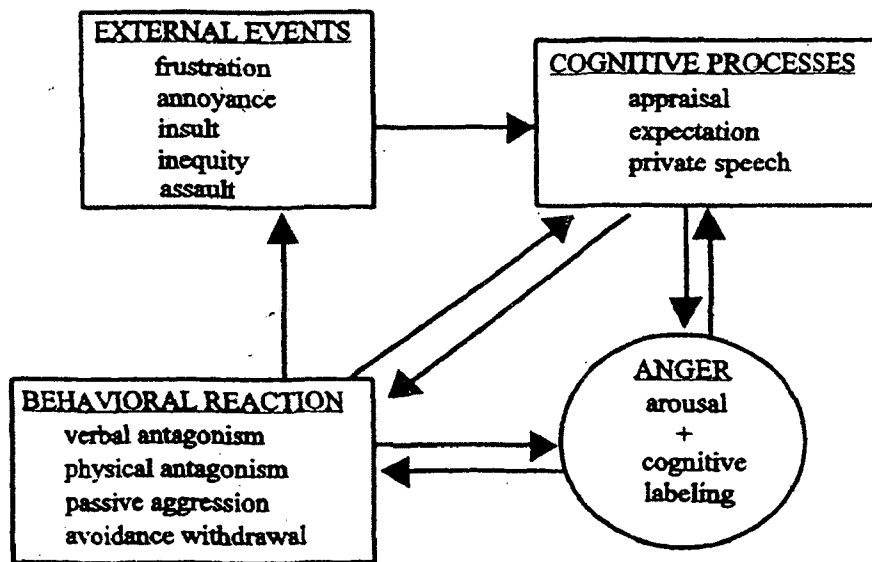 EXTERNAL EVENTS
frustration
annoyance
insult
inequity
assault
COGNITIVE PROCESSES
appraisal
expectation
private speech
BEHAVIORAL REACTION
verbal antagonism
physical antagonism
passive aggression
avoidance withdrawal
ANGER
arousal
+
cognitive
labeling